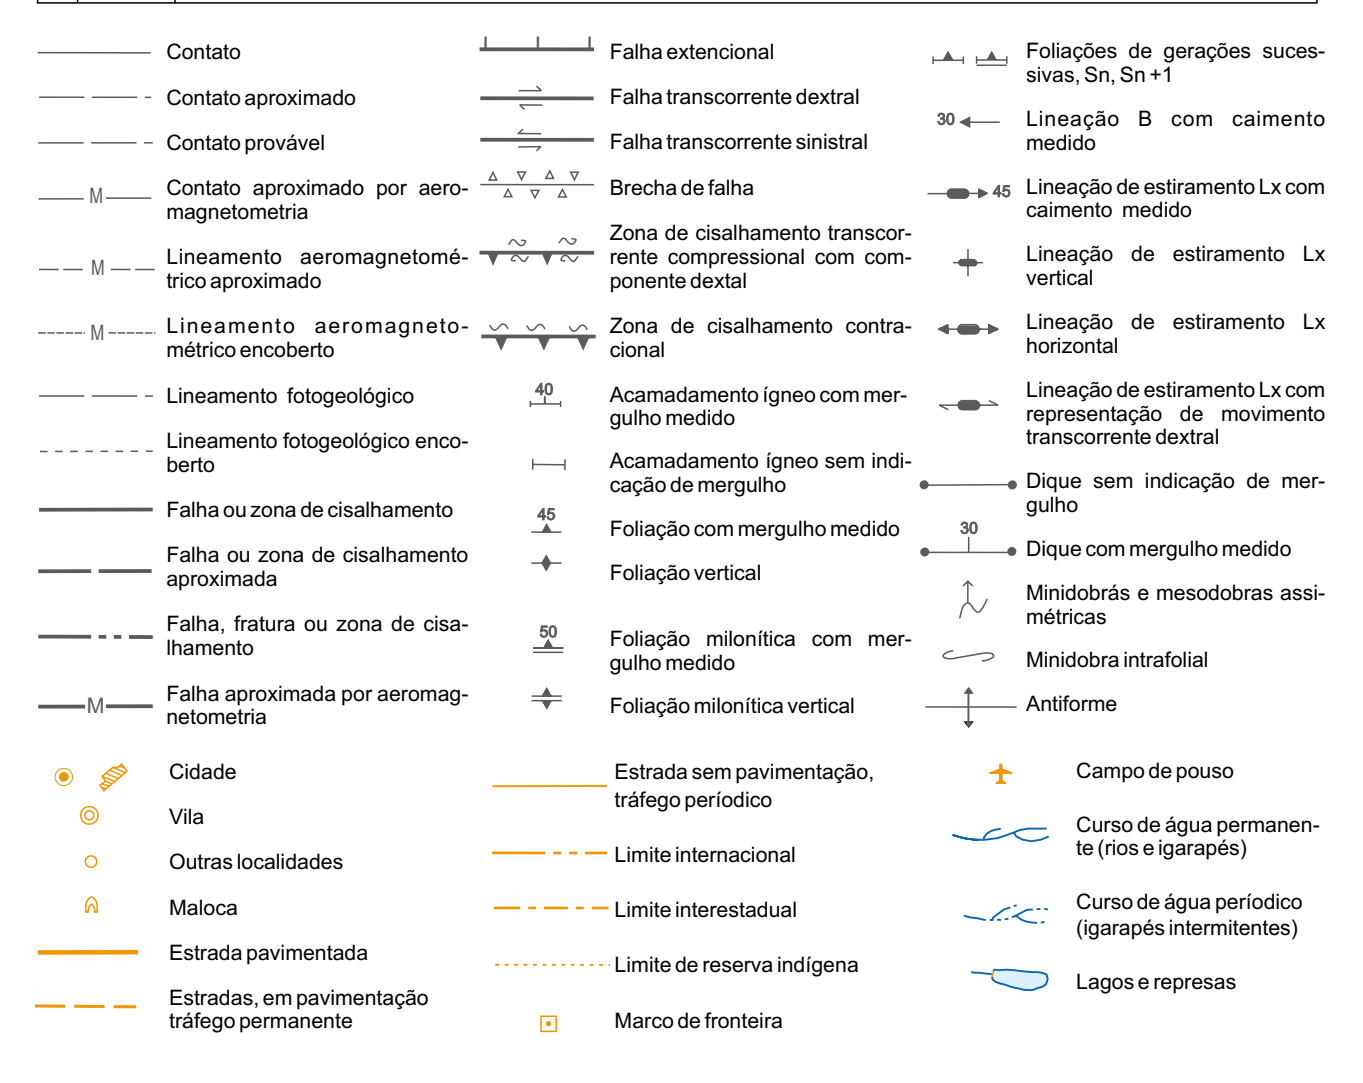 Contato
Contato aproximado
Contato provável
M
Contato aproximado por aero-
magnetometria
M
Lineamento aeromagnetomé-
trico aproximado
M
Lineamento aeromagneto-
métrico encoberto
Lineamento fotogeológico
Lineamento fotogeológico enco-
berto
Falha ou zona de cisalhamento
Falha ou zona de cisalhamento
aproximada
Falha, fratura ou zona de cisa-
lhamento
M
Falha aproximada por aeromag-
netometria
Falha extencional
Falha transcorrente dextral
Falha transcorrente sinistral
Brecha de falha
Zona de cisalhamento transcor-
rente compressional com com-
ponente dextal
Zona de cisalhamento contra-
cional
40
Acamadamento ígneo com mer-
gulho medido
Acamadamento ígneo sem indi-
cação de mergulho
45
Foliação com mergulho medido
Foliação vertical
50
Foliação milonítica com mer-
gulho medido
Foliação milonítica vertical
Foliações de gerações suces-
sivas, Sn, Sn +1
30
Lineação B com caimento
medido
45
Lineação de estiramento Lx com
caimento medido
Lineação de estiramento Lx
vertical
Lineação de estiramento Lx
horizontal
Lineação de estiramento Lx com
representação de movimento
transcorrente dextral
Dique sem indicação de mer-
gulho
30
Dique com mergulho medido
Minidobrás e mesodobras assi-
métricas
Minidobra intrafolial
Antiforme
Cidade
Vila
Outras localidades
Maloca
Estrada pavimentada
Estradas, em pavimentação
tráfego permanente
Estrada sem pavimentação,
tráfego períodico
Limite internacional
Limite interestadual
Limite de reserva indígena
Marco de fronteira
Campo de pouso
Curso de água permanen-
te (rios e igarapés)
Curso de água períodico
(igarapés intermitentes)
Lagos e represas